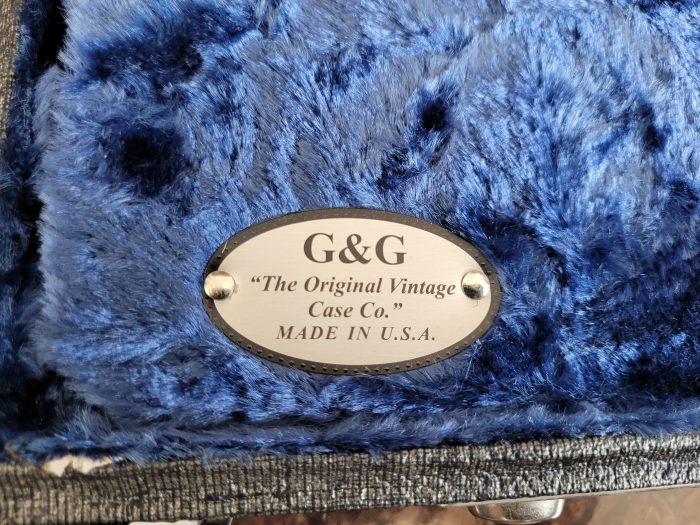 G&G
“The Original Vintage
Case Co.”
MADE IN U.S.A.